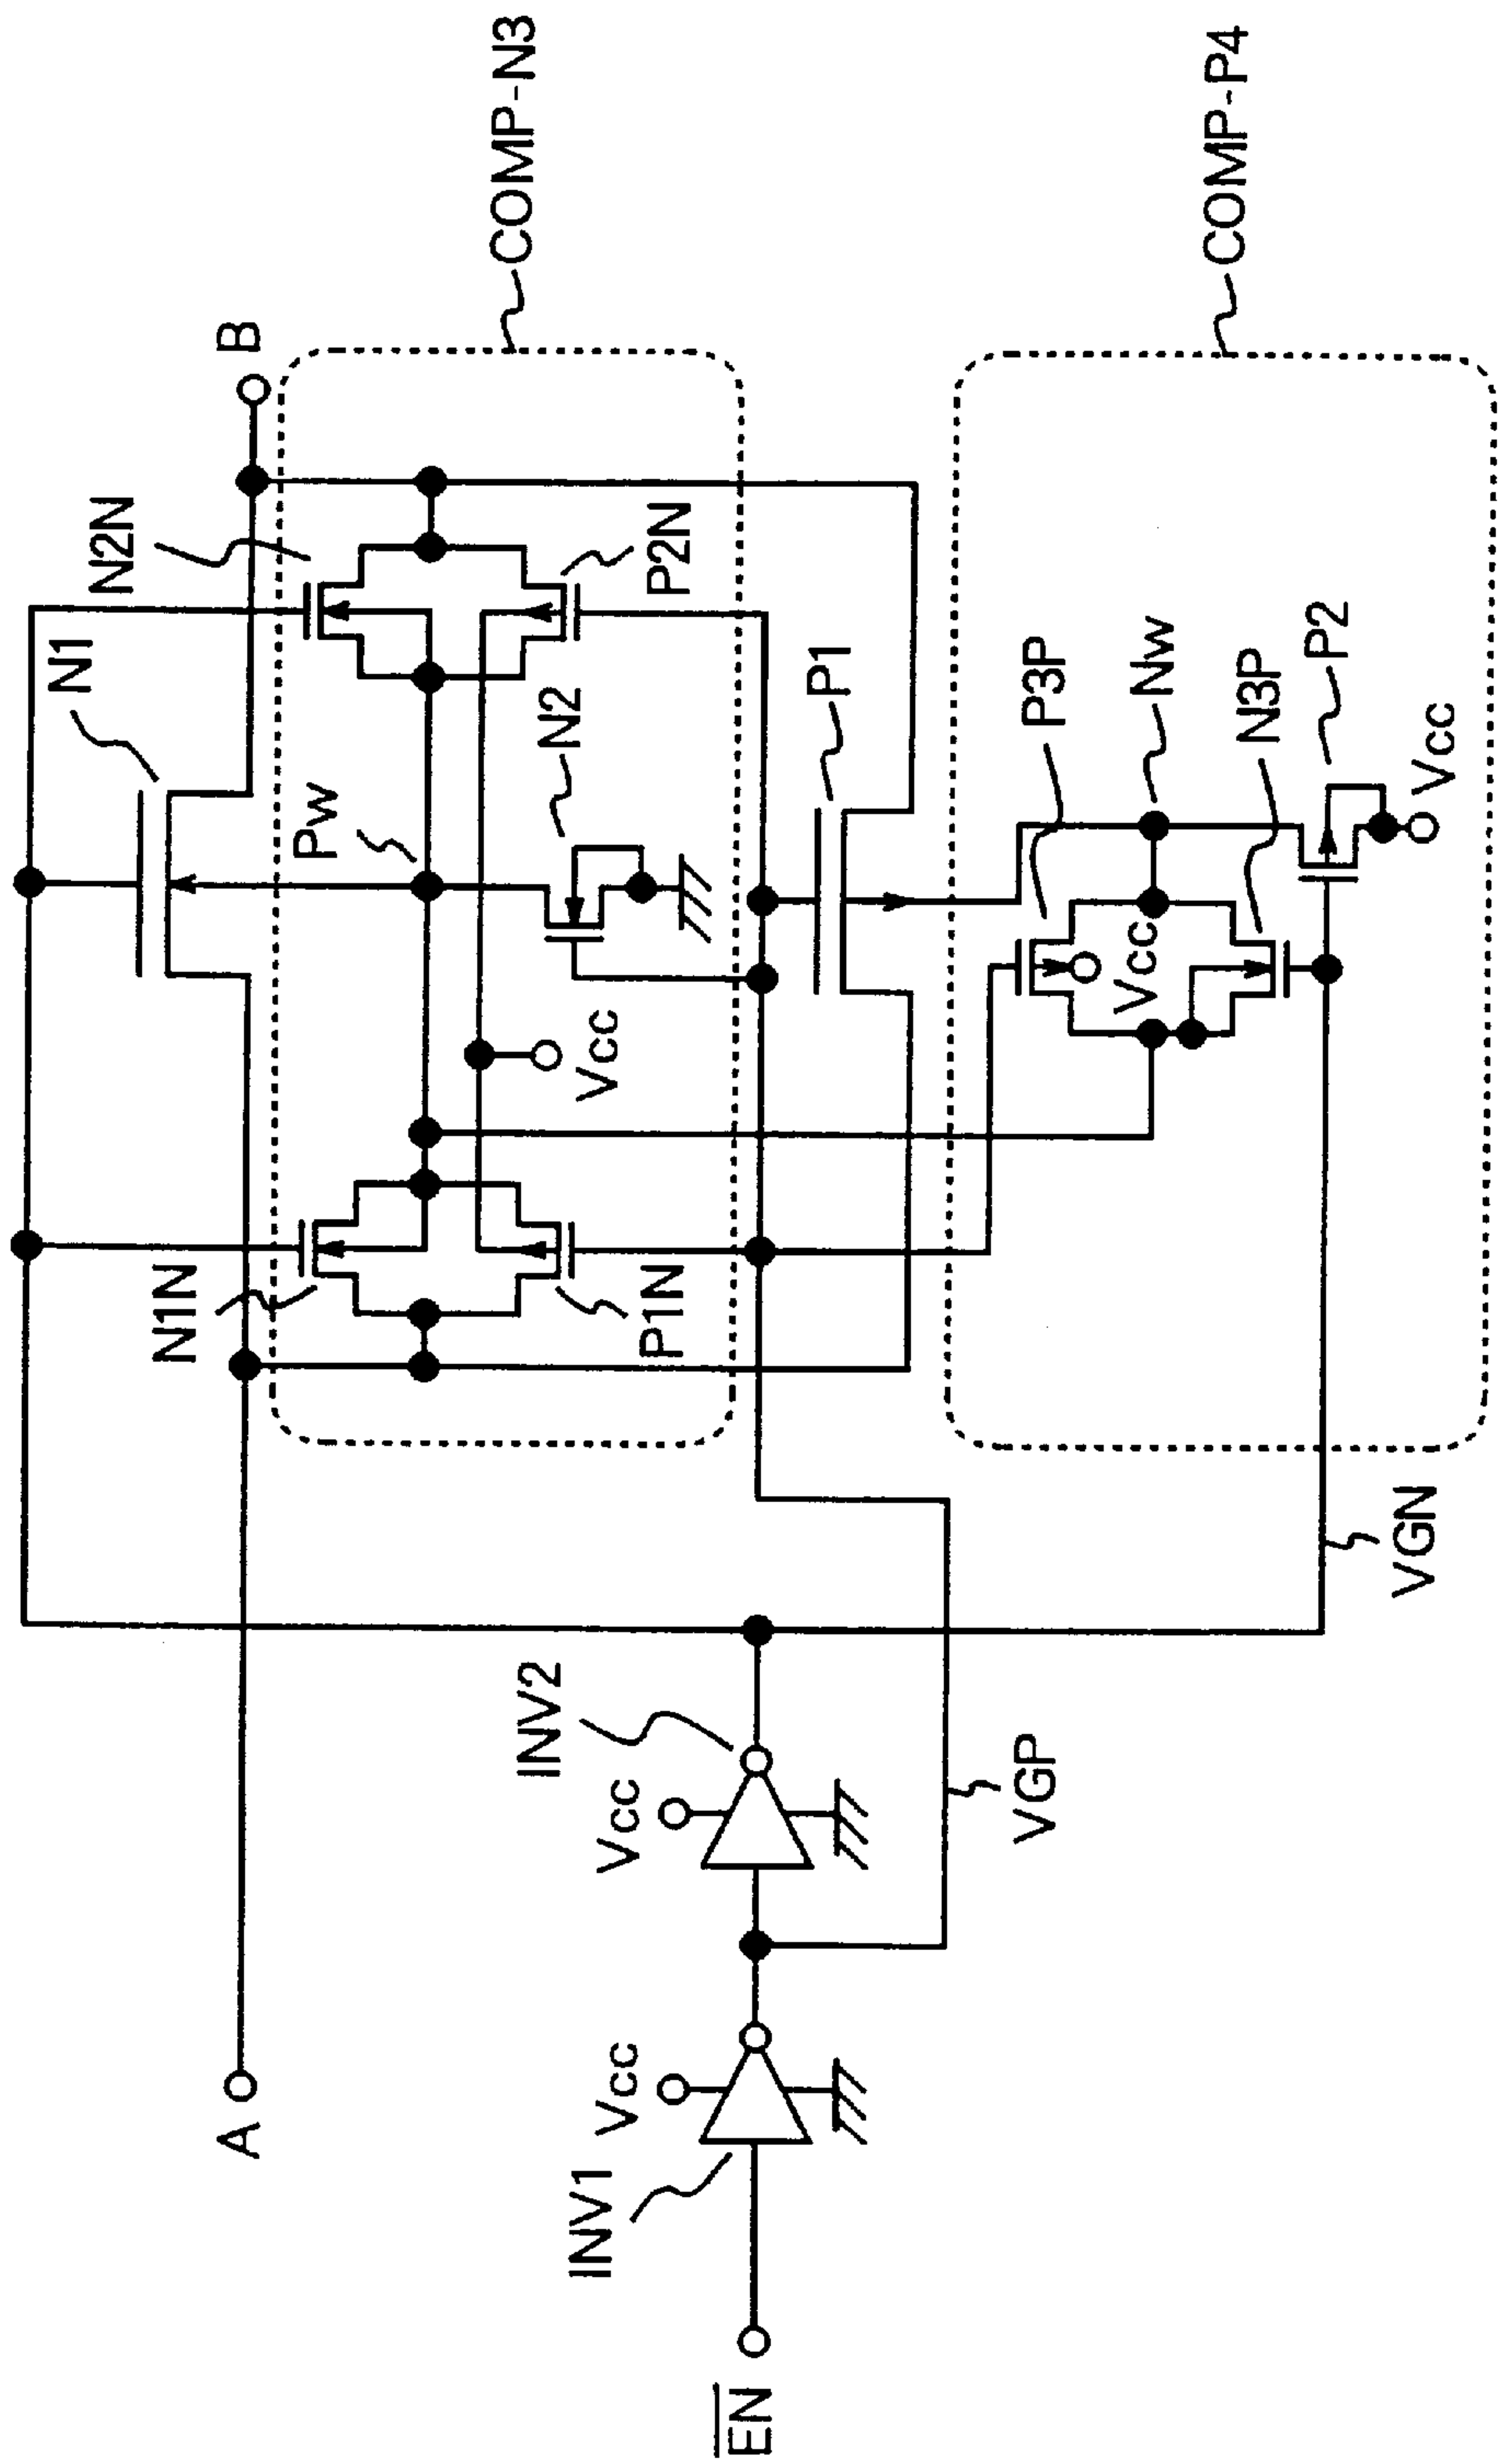 N1
N2N
B
COMP-N3
A
N1N
Pw
N2
P2N
Vcc
P1N
INV1
Vcc
INV2
Vcc
EN
VGP
P1
P3P
Nw
N3P
P2
Vcc
Vcc
COMP-P4
VGN